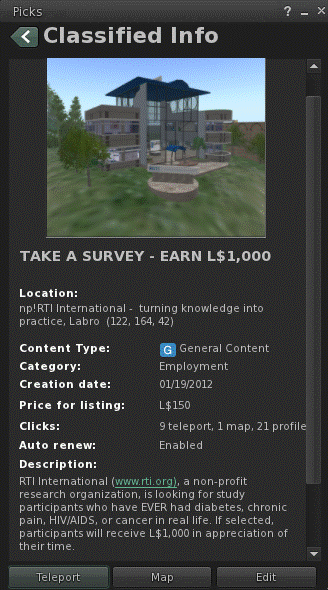 Picks ? _ ×
Classified Info
TAKE A SURVEY - EARN L$1,000
Location:
np!RTI International - turning knowledge into
practice, Labro (122, 164, 42)
Content Type: G General Content
Category: Employment
Creation date: 01/19/2012
Price for listing: L$150
Clicks: 9 teleport, 1 map, 21 profile
Auto renew: Enabled
Description:
RTI International (www.rti.org), a non-profit
research organization, is looking for study
participants who have EVER had diabetes, chronic
pain, HIV/AIDS, or cancer in real life. If selected,
participants will receive L$1,000 in appreciation of
their time.
Teleport Map Edit